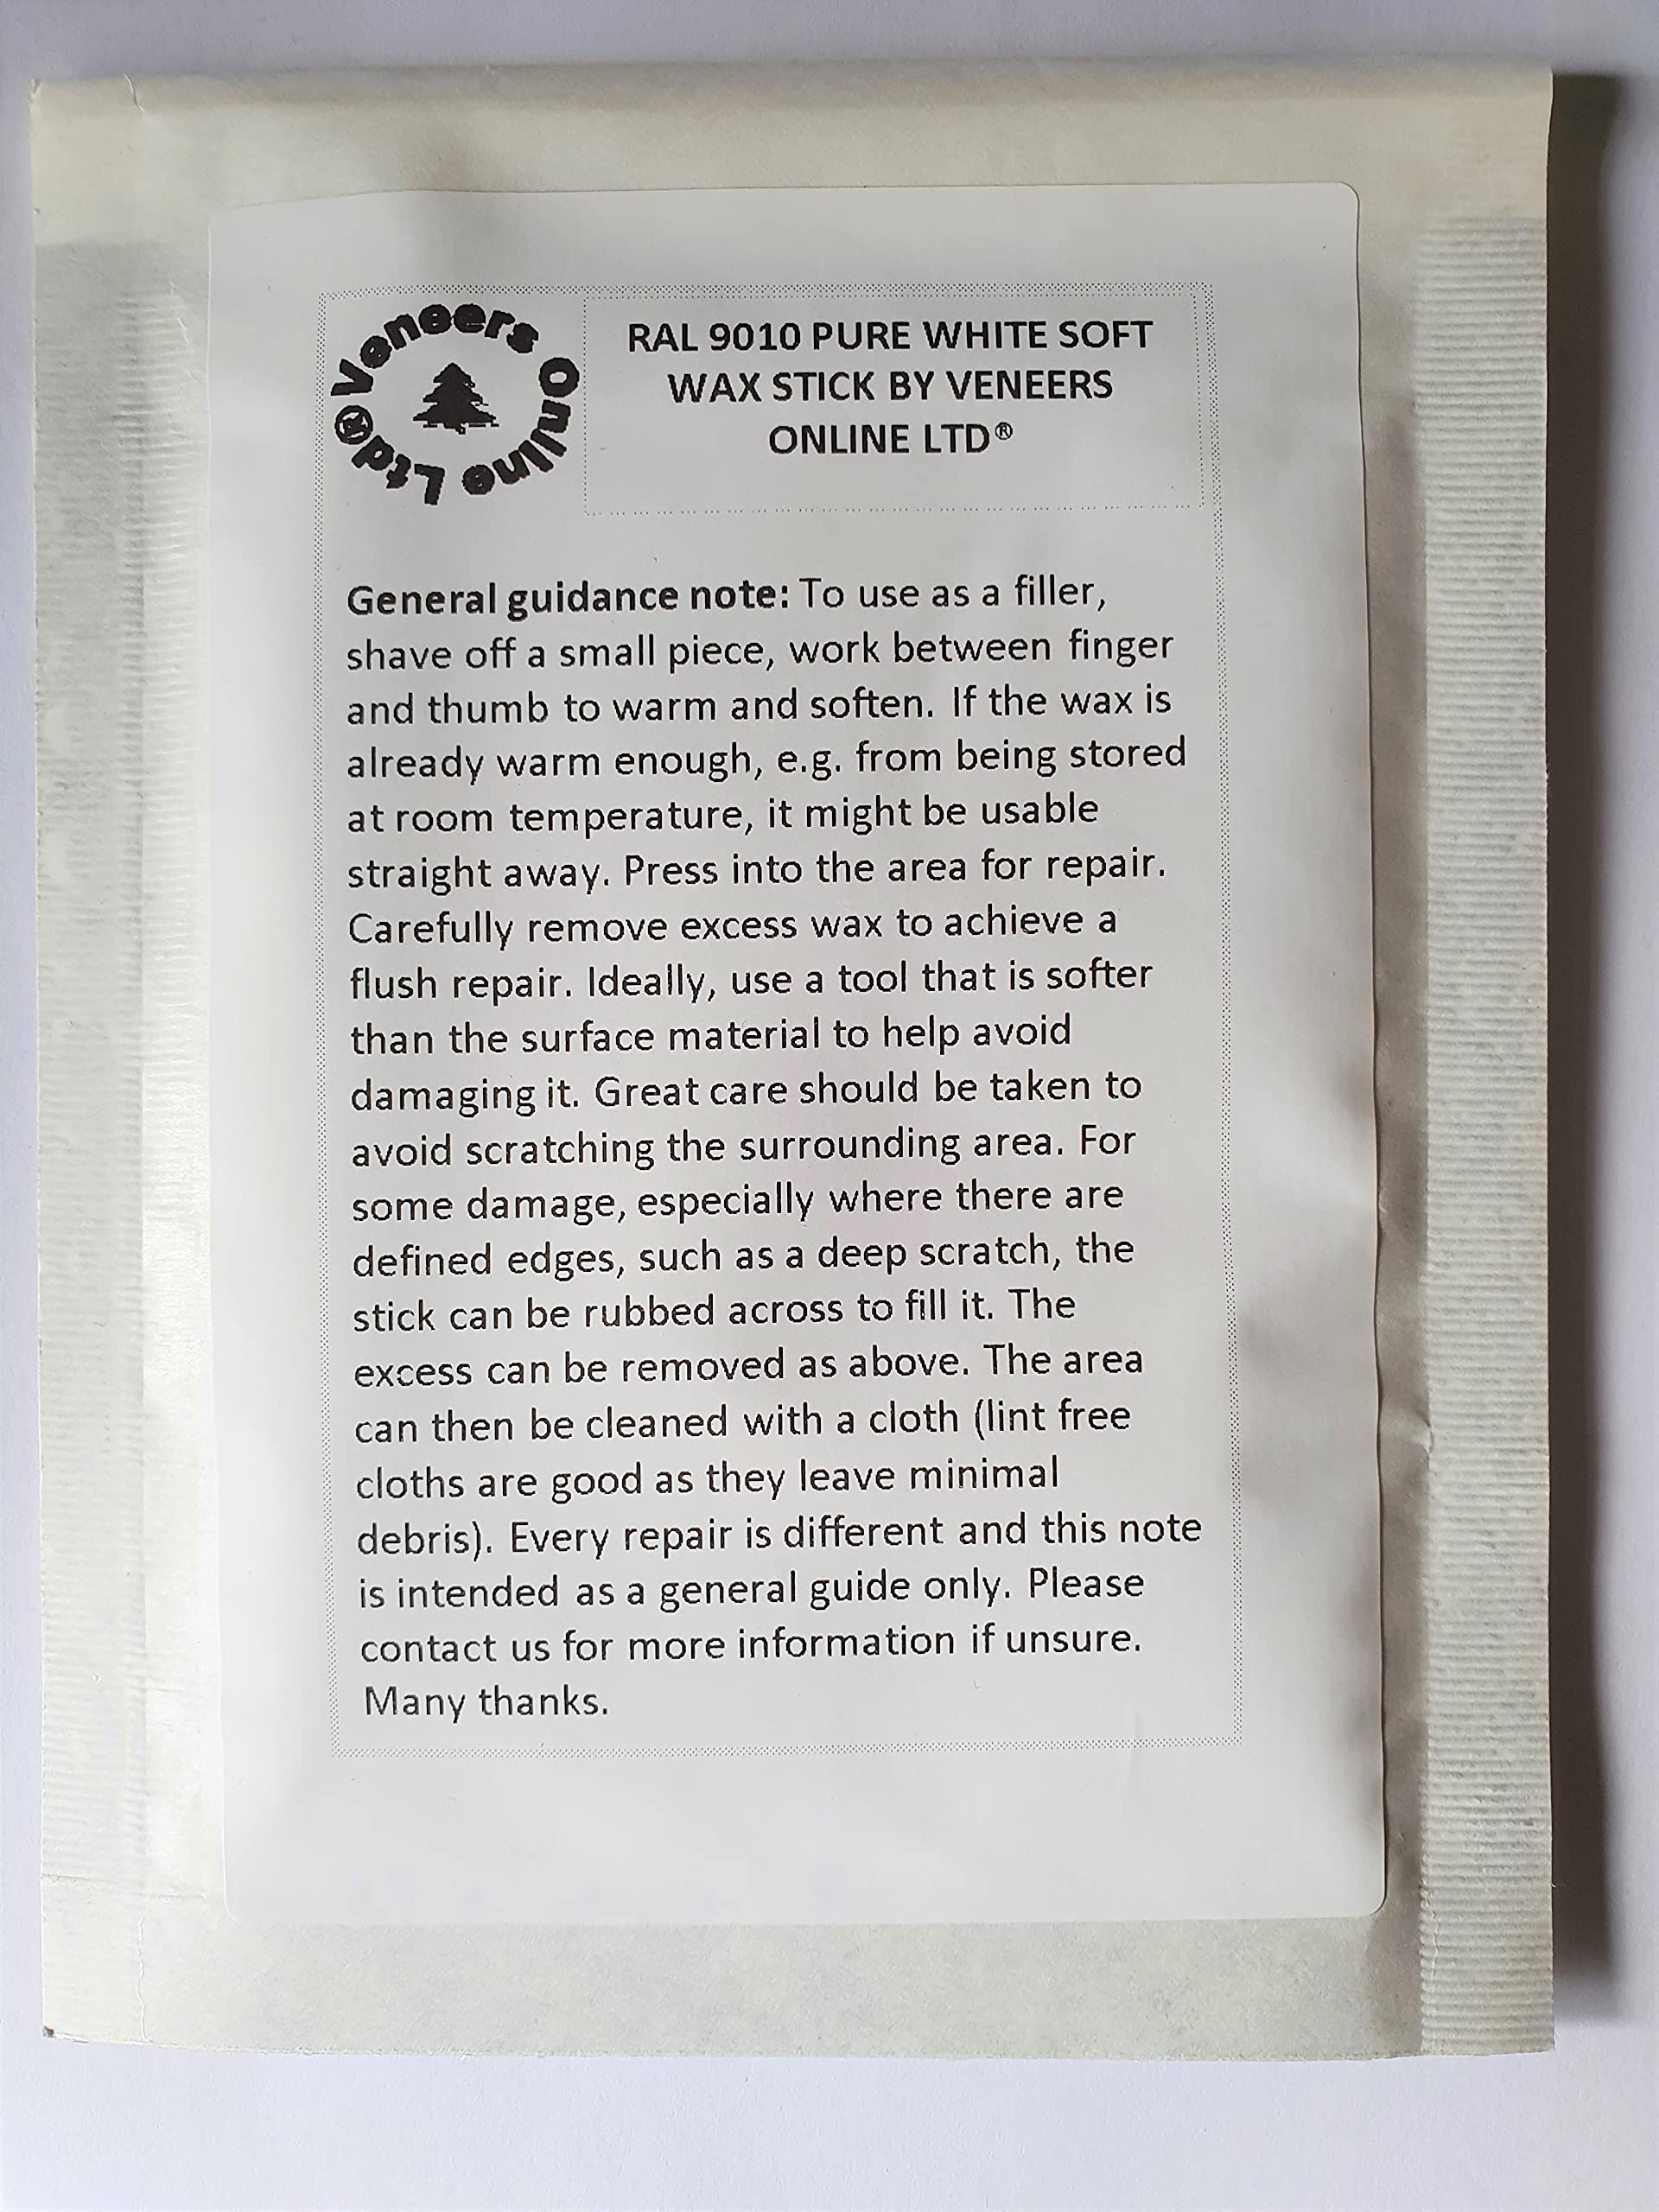 Veneers Online Ltd®
RAL 9010 PURE WHITE SOFT
WAX STICK BY VENEERS
ONLINE LTD®
General guidance note: To use as a filler,
shave off a small piece, work between finger
and thumb to warm and soften. If the wax is
already warm enough, e.g. from being stored
at room temperature, it might be usable
straight away. Press into the area for repair.
Carefully remove excess wax to achieve a
flush repair. Ideally, use a tool that is softer
than the surface material to help avoid
damaging it. Great care should be taken to
avoid scratching the surrounding area. For
some damage, especially where there are
defined edges, such as a deep scratch, the
stick can be rubbed across to fill it. The
excess can be removed as above. The area
can then be cleaned with a cloth (lint free
cloths are good as they leave minimal
debris). Every repair is different and this note
is intended as a general guide only. Please
contact us for more information if unsure.
Many thanks.